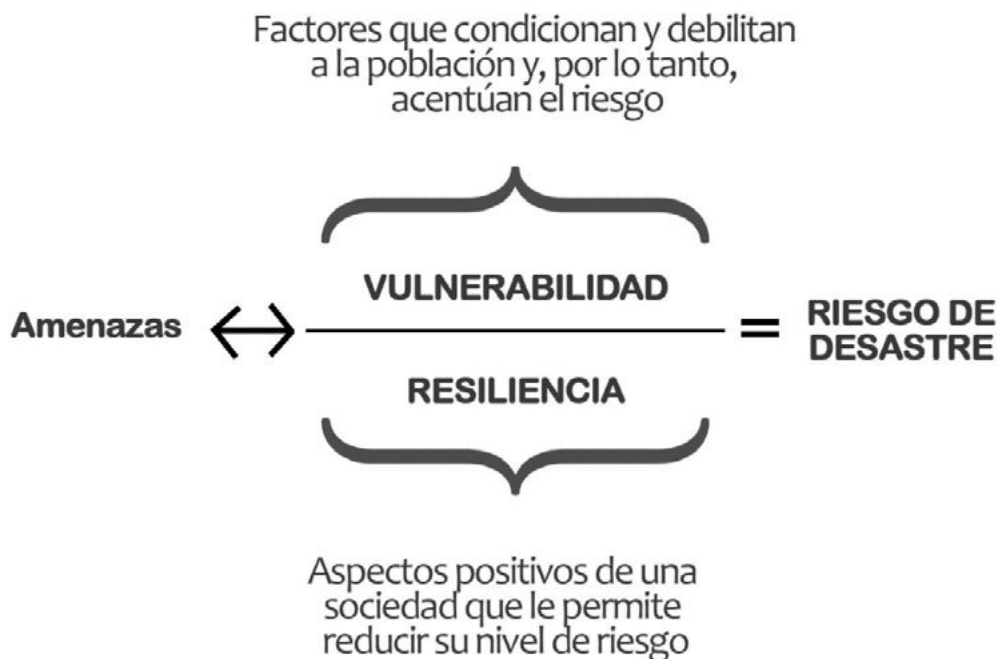 Factores que condicionan y debilitan
a la población y, por lo tanto,
acentúan el riesgo
VULNERABILIDAD
Amenazas
=
RIESGO DE
DESASTRE
RESILIENCIA
Aspectos positivos de una
sociedad que le permite
reducir su nivel de riesgo